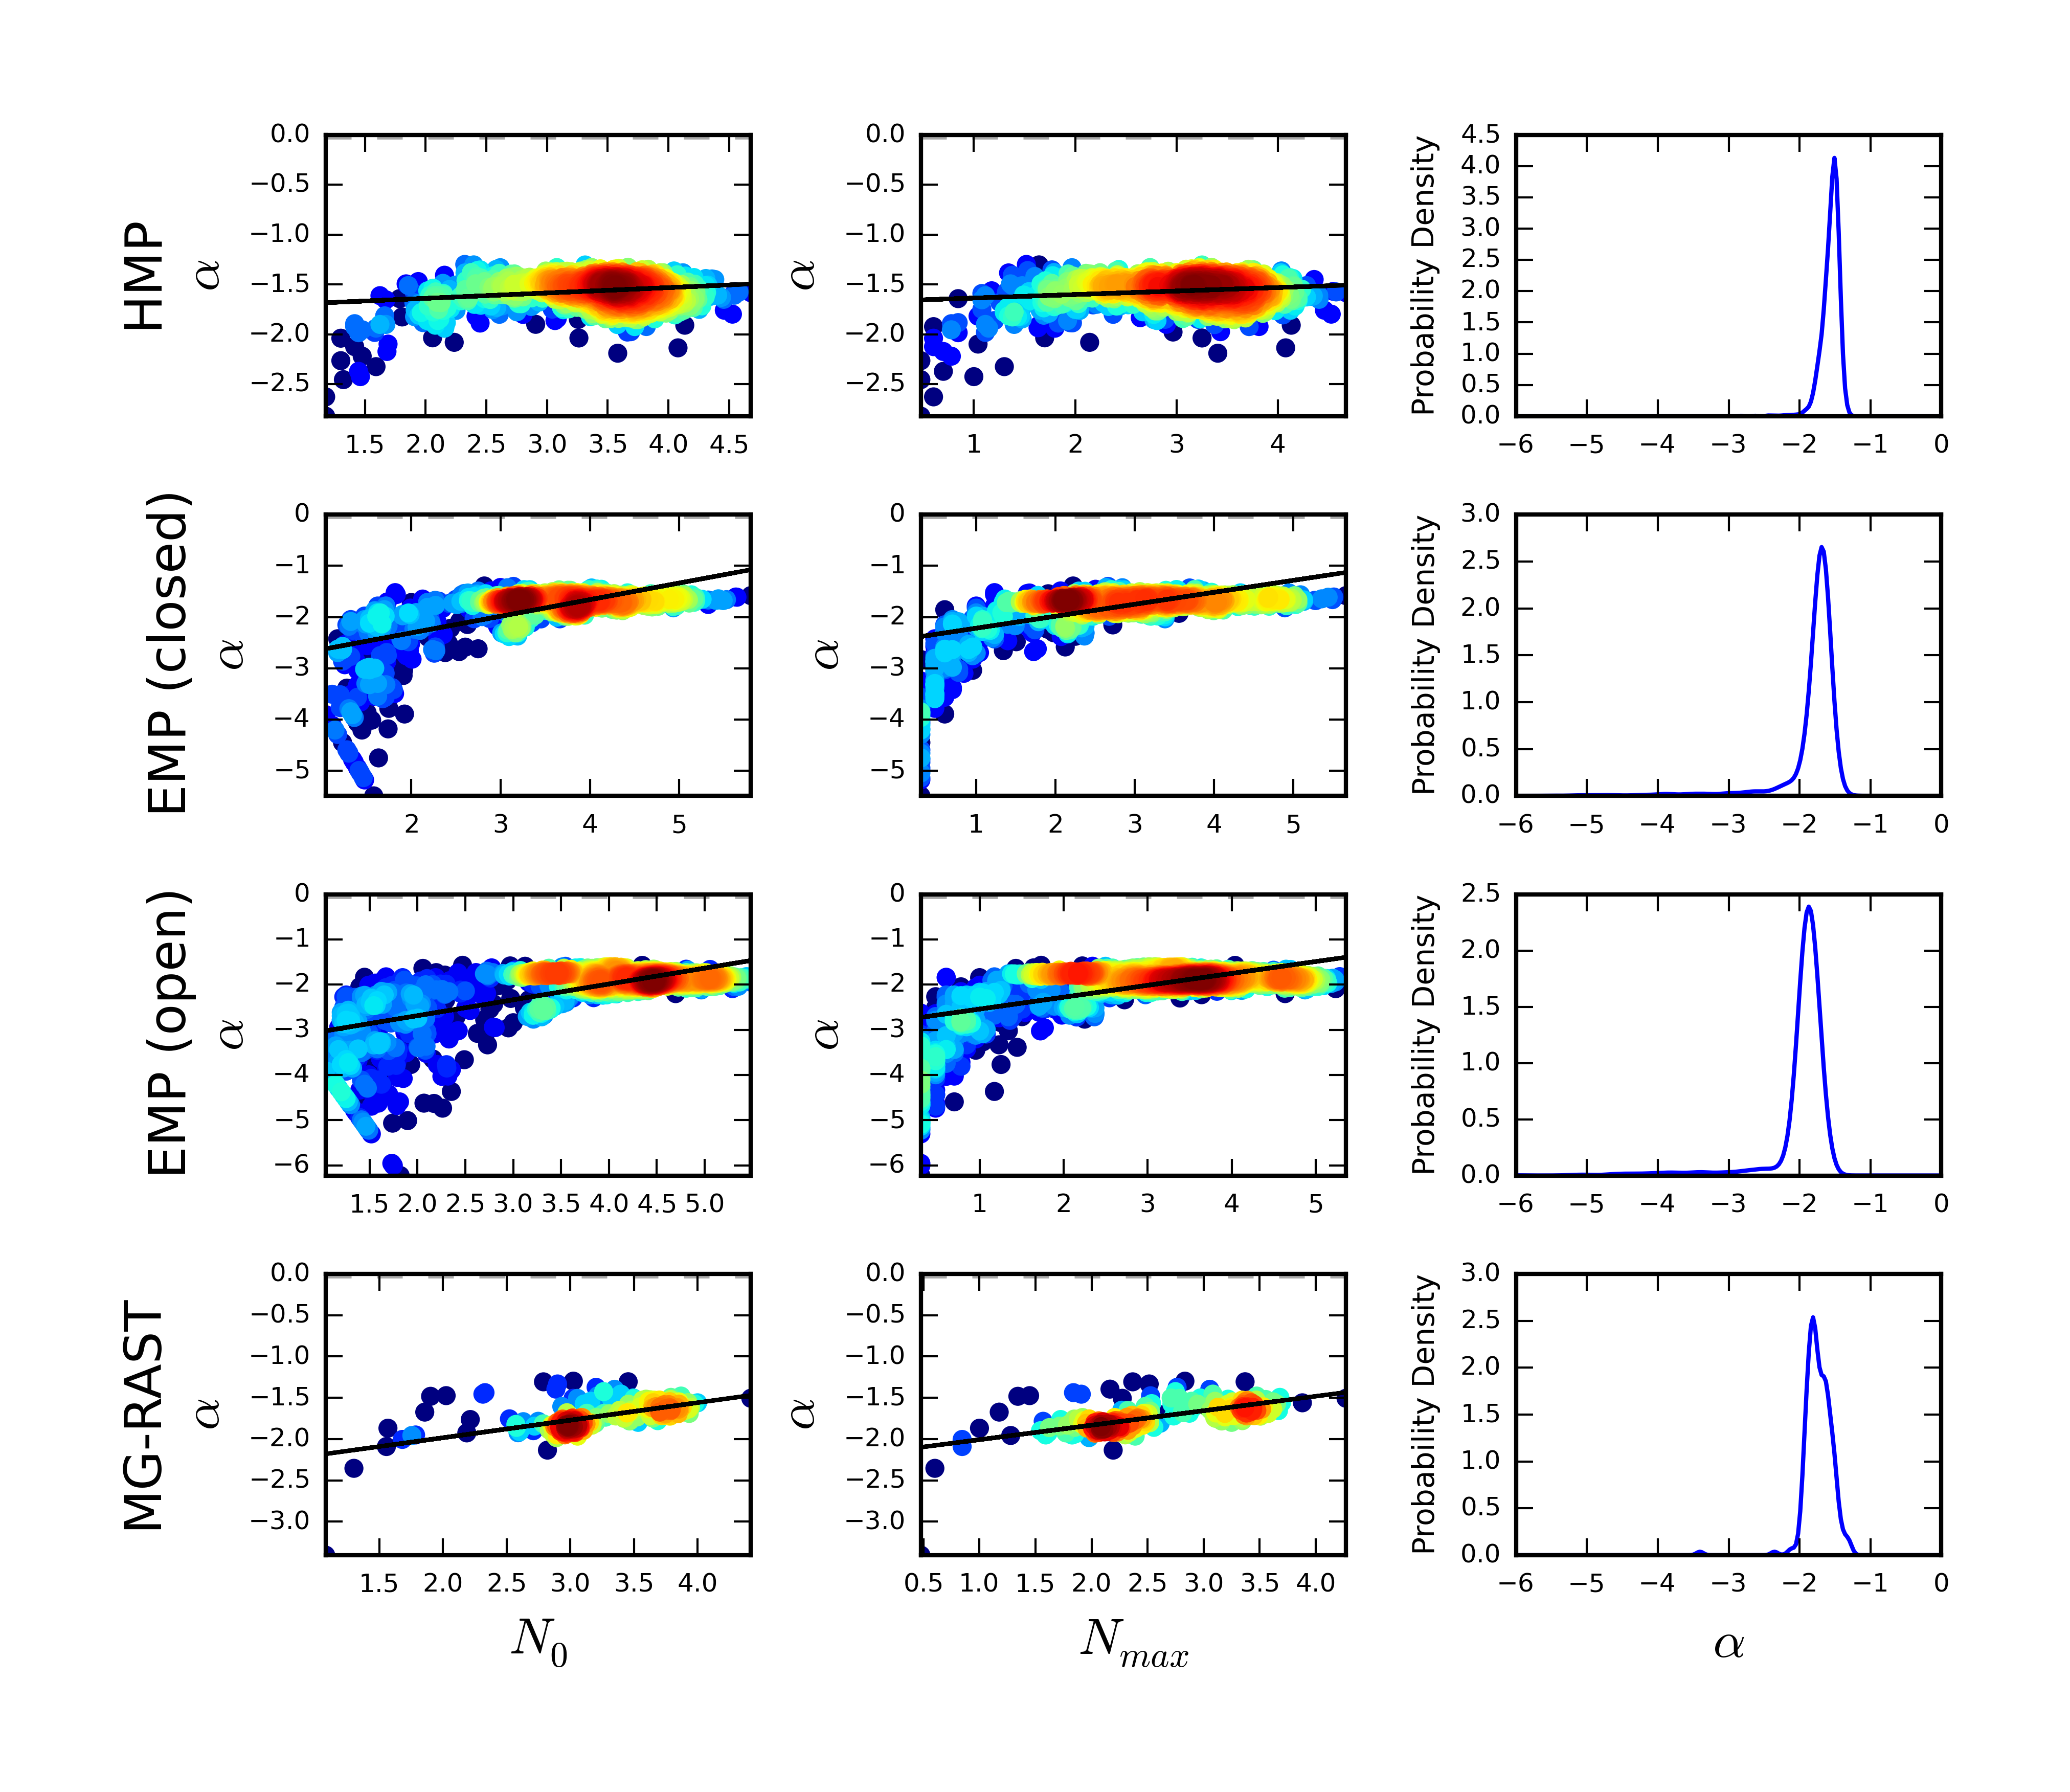 HMP
α
0.0
−0.5
−1.0
−1.5
−2.0
−2.5
1.5 2.0 2.5 3.0 3.5 4.0 4.5
α
0.0
−0.5
−1.0
−1.5
−2.0
−2.5
1 2 3 4
Probability Density
4.5
4.0
3.5
3.0
2.5
2.0
1.5
1.0
0.5
0.0
−6 −5 −4 −3 −2 −1 0
EMP (closed)
α
0
−1
−2
−3
−4
−5
2 3 4 5
α
0
−1
−2
−3
−4
−5
1 2 3 4 5
Probability Density
3.0
2.5
2.0
1.5
1.0
0.5
0.0
−6 −5 −4 −3 −2 −1 0
EMP (open)
α
0
−1
−2
−3
−4
−5
−6
1.5 2.0 2.5 3.0 3.5 4.0 4.5 5.0
α
0
−1
−2
−3
−4
−5
−6
1 2 3 4 5
Probability Density
2.5
2.0
1.5
1.0
0.5
0.0
−6 −5 −4 −3 −2 −1 0
MG-RAST
α
0.0
−0.5
−1.0
−1.5
−2.0
−2.5
−3.0
1.5 2.0 2.5 3.0 3.5 4.0
N0
α
0.0
−0.5
−1.0
−1.5
−2.0
−2.5
−3.0
0.5 1.0 1.5 2.0 2.5 3.0 3.5 4.0
Nmax
Probability Density
3.0
2.5
2.0
1.5
1.0
0.5
0.0
−6 −5 −4 −3 −2 −1 0
α